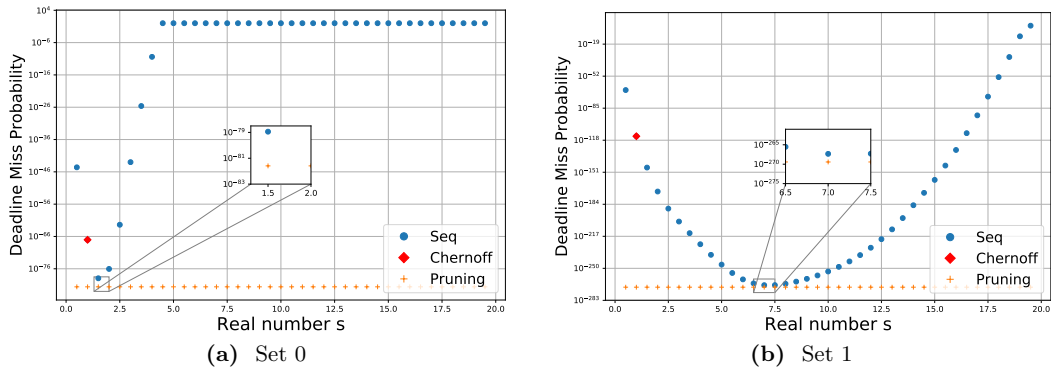 10^4
10^-6
10^-16
10^-26
10^-36
10^-46
10^-56
10^-66
10^-76
Deadline Miss Probability
10^-79
10^-81
10^-83
1.5 2.0
Seq
Chernoff
Pruning
0.0 2.5 5.0 7.5 10.0 12.5 15.0 17.5 20.0
Real number s
(a) Set 0
10^-19
10^-52
10^-85
10^-118
10^-151
10^-184
10^-217
10^-250
10^-283
Deadline Miss Probability
10^-265
10^-270
10^-275
6.5 7.0 7.5
Seq
Chernoff
Pruning
0.0 2.5 5.0 7.5 10.0 12.5 15.0 17.5 20.0
Real number s
(b) Set 1